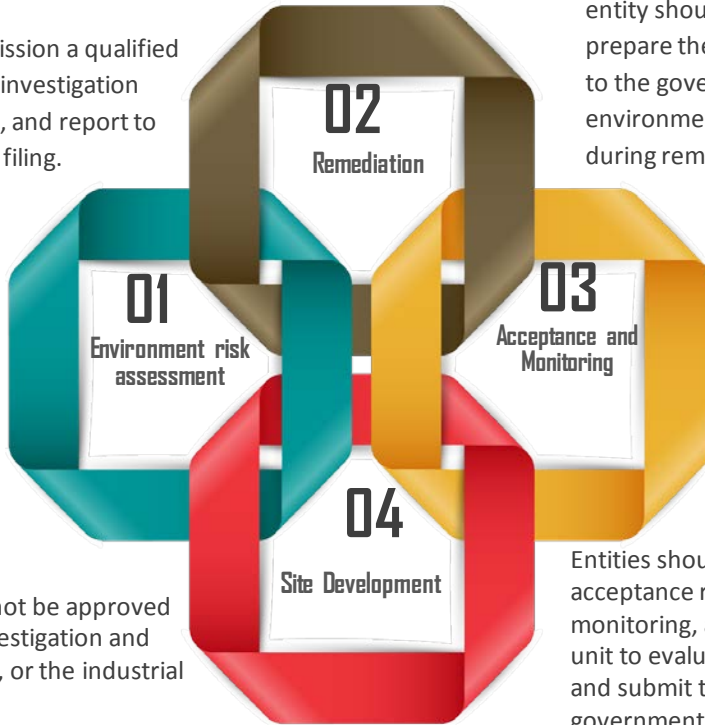 mission a qualified
investigation
, and report to
filing.
entity shou
prepare the
to the gove
environme
during rem
02
Remediation
01
Environment risk
assessment
03
Acceptance and
Monitoring
04
Site Development
not be approved
estigation and
, or the industrial
Entities shou
acceptance r
monitoring,
unit to evalu
and submit t
government